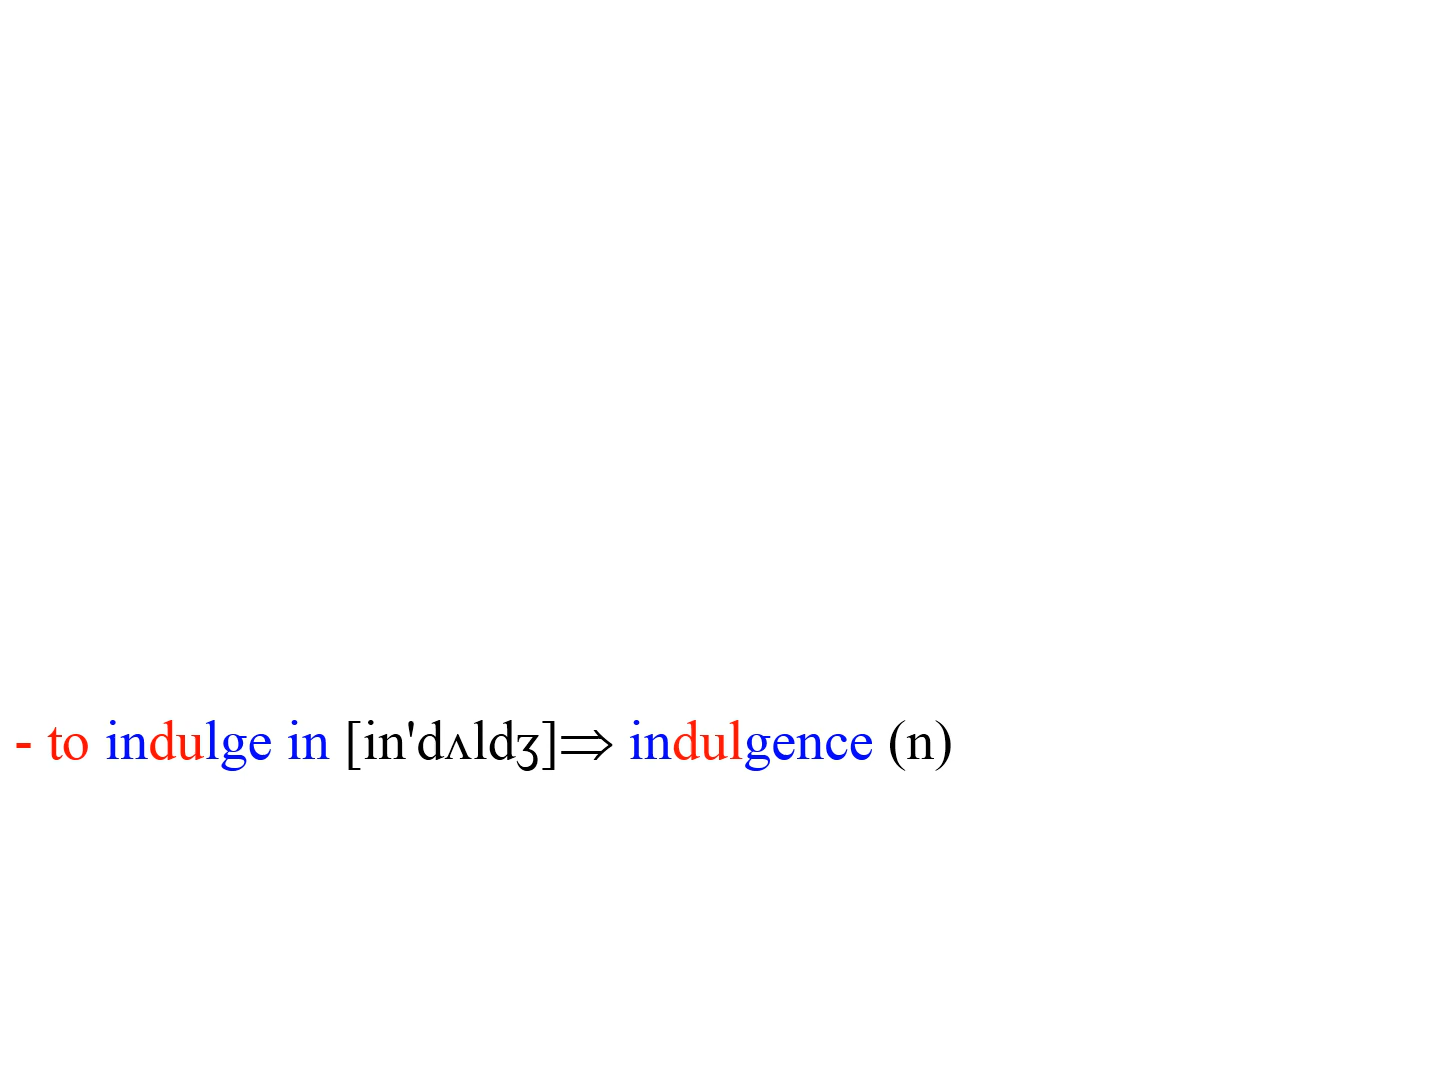 - to indulge in [in'dʌldʒ]⇒ indulgence (n)